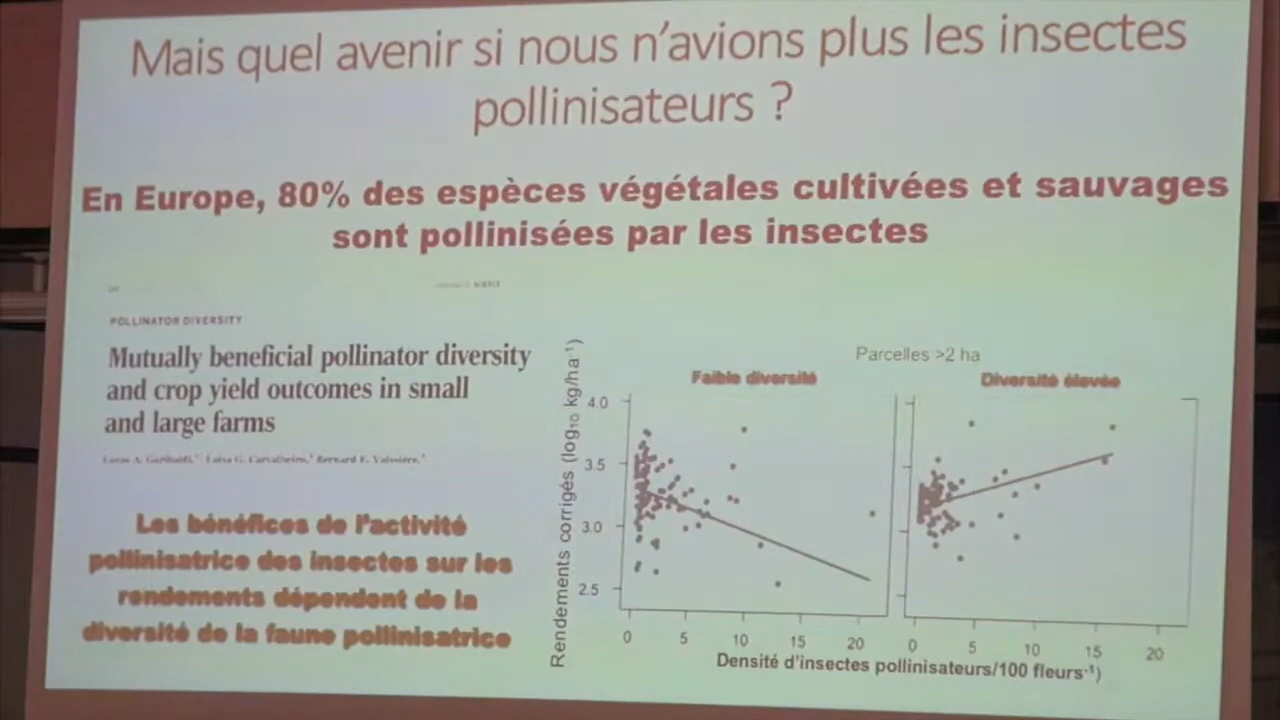 Mais quel avenir si nous n’avions plus les insectes
pollinisateurs ?
En Europe, 80% des espèces végétales cultivées et sauvages
sont pollinisées par les insectes
POLLINATOR DIVERSITY
Mutually beneficial pollinator diversity
and crop yield outcomes in small
and large farms
Les bénéfices de l'activité
pollinisatrice des insectes sur les
rendements dépendent de la
diversité de la faune pollinisatrice
Parcelles >2 ha
Faible diversité
Diversité élevée
Rendements corrigés (log₁₀ kg/ha⁻¹)
4.0
3.5
3.0
2.5
0 5 10 15 20
0 5 10 15 20
Densité d'insectes pollinisateurs/100 fleurs⁻¹)